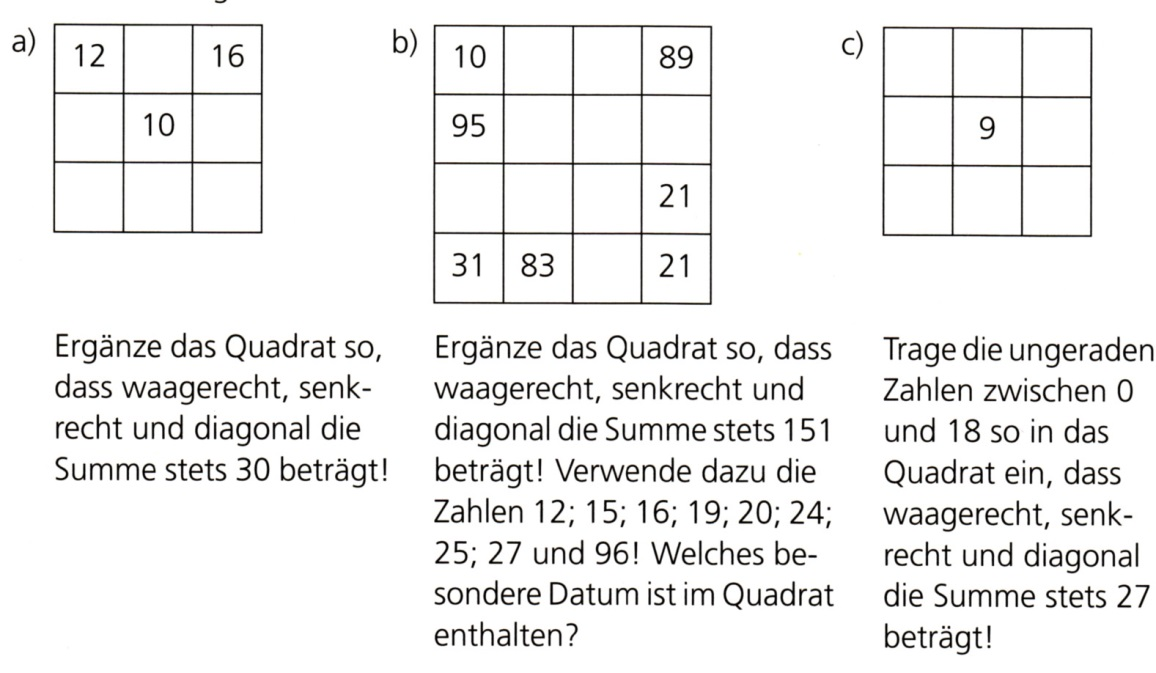 a)
12 16
10
b)
10 89
95
21
31 83 21
c)
9
Ergänze das Quadrat so,
dass waagerecht, senk-
recht und diagonal die
Summe stets 30 beträgt!
Ergänze das Quadrat so, dass
waagerecht, senkrecht und
diagonal die Summe stets 151
beträgt! Verwende dazu die
Zahlen 12; 15; 16; 19; 20; 24;
25; 27 und 96! Welches be-
sondere Datum ist im Quadrat
enthalten?
Trage die ungeraden
Zahlen zwischen 0
und 18 so in das
Quadrat ein, dass
waagerecht, senk-
recht und diagonal
die Summe stets 27
beträgt!